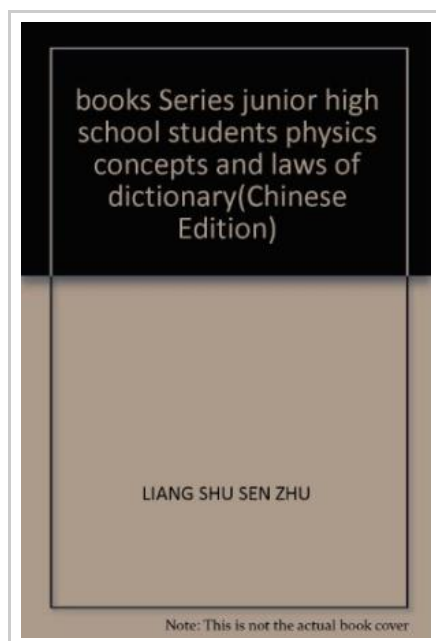 books Series junior high
school students physics
concepts and laws of
dictionary(Chinese
Edition)
LIANG SHU SEN ZHU
Note: This is not the actual book cover